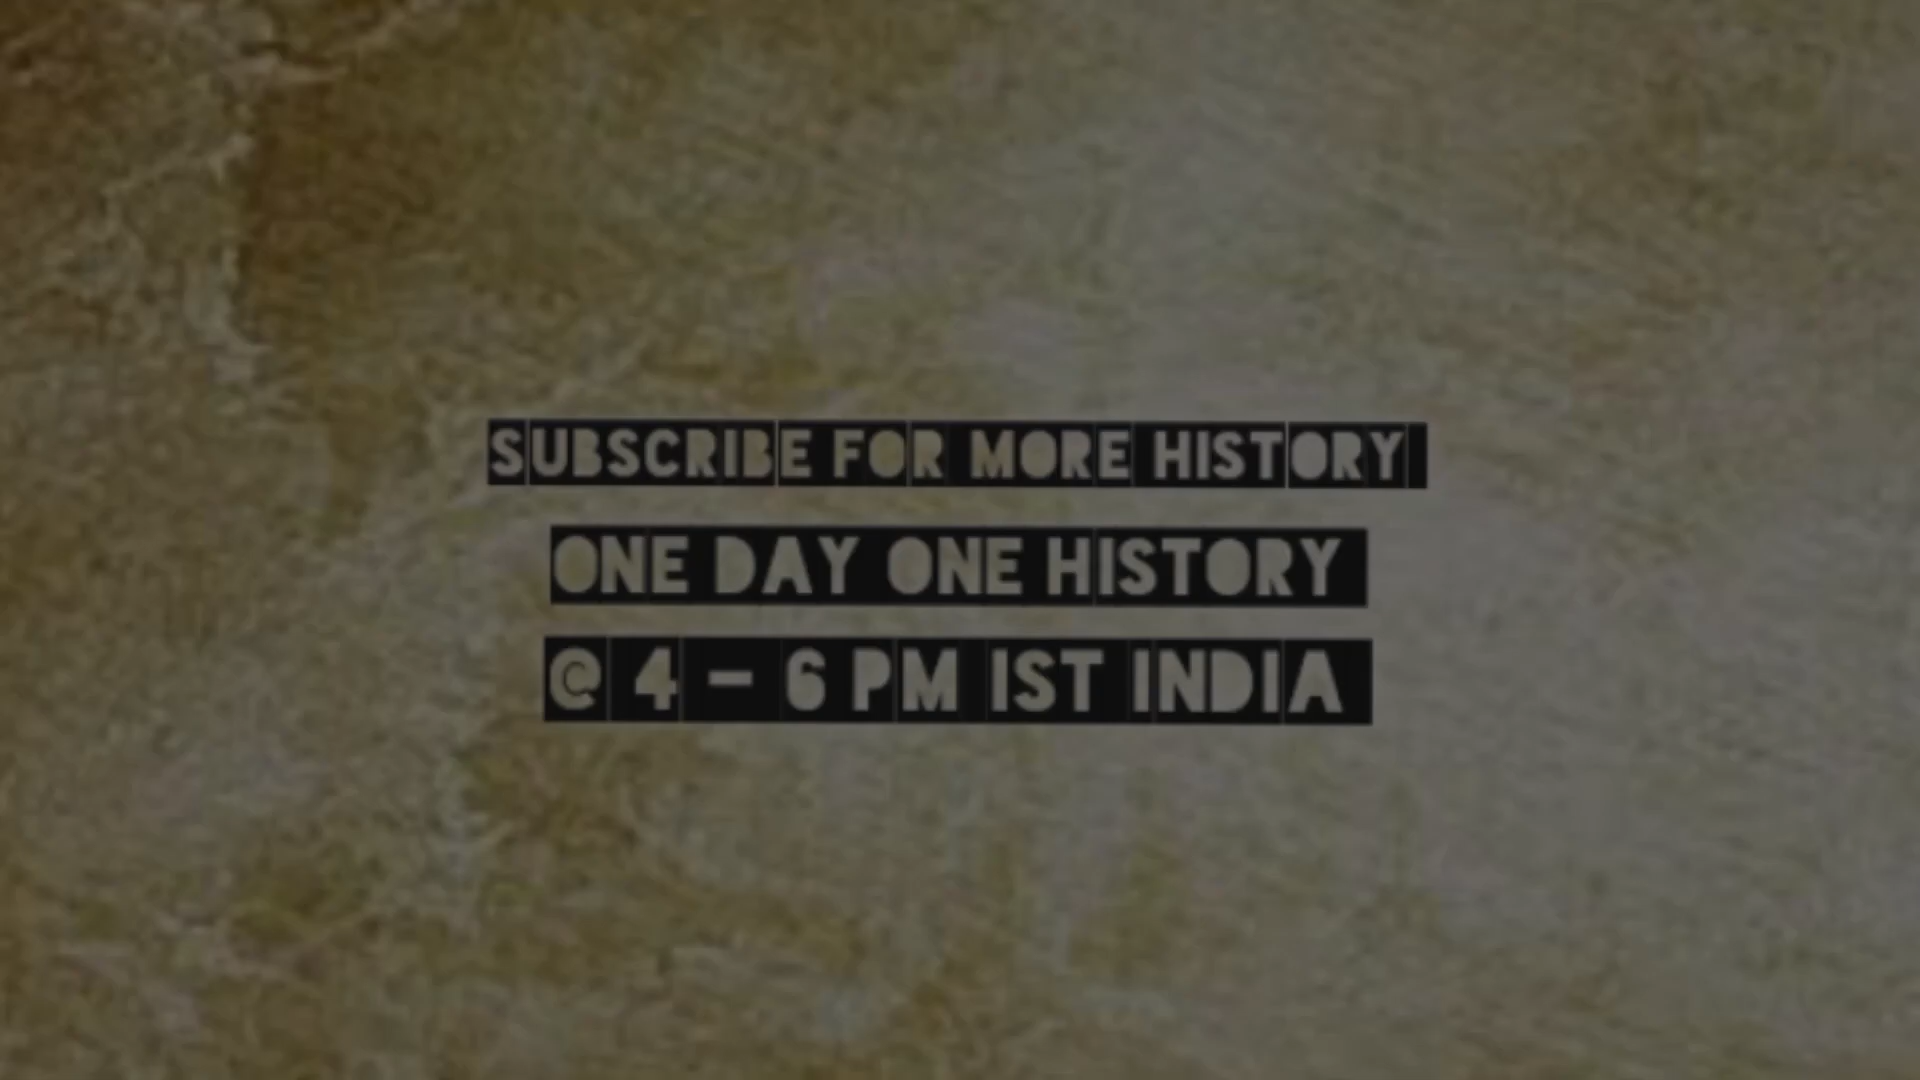 SUBSCRIBE FOR MORE HISTORY
ONE DAY ONE HISTORY
@ 4 - 6 PM IST INDIA